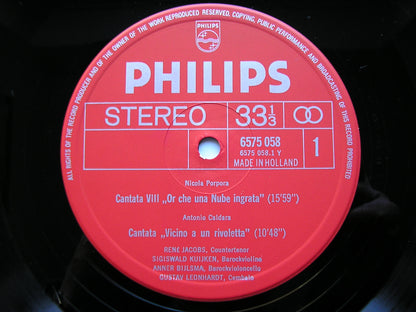 ALL RIGHTS OF THE RECORD PRODUCER AND OF THE OWNER OF THE WORK REPRODUCED RESERVED. COPYING, PUBLIC PERFORMANCE AND BROADCASTING OF THIS RECORD PROHIBITED
PHILIPS
PHILIPS
STEREO 33 1/3
6575 058
6575 058.1 Y
MADE IN HOLLAND
1
Nicola Porpora
Cantata VIII „Or che una Nube ingrata" (15'59")
Antonio Caldara
Cantata „Vicino a un rivoletto" (10'48")
RENÉ JACOBS, Countertenor
SIGISWALD KUIJKEN, Barockvioline
ANNER BIJLSMA, Barockvioloncello
GUSTAV LEONHARDT, Cembalo